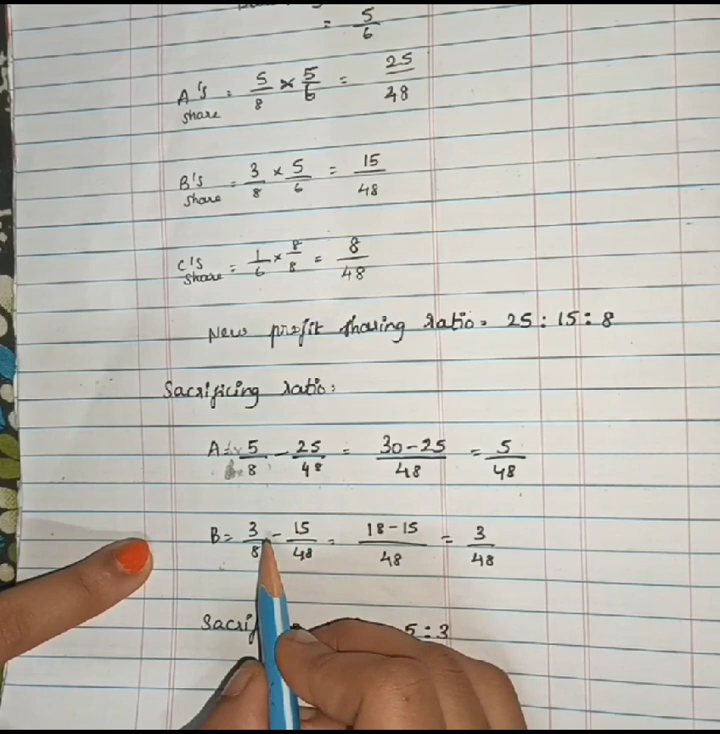 = 5/6
A's share = 5/8 × 5/6 = 25/48
B's share = 3/8 × 5/6 = 15/48
C's share = 1/6 × 8/8 = 8/48
New profit sharing ratio = 25 : 15 : 8
Sacrificing ratio =
A = 5/8 - 25/48 = 30-25/48 = 5/48
B = 3/8 - 15/48 = 18-15/48 = 3/48
5 : 3